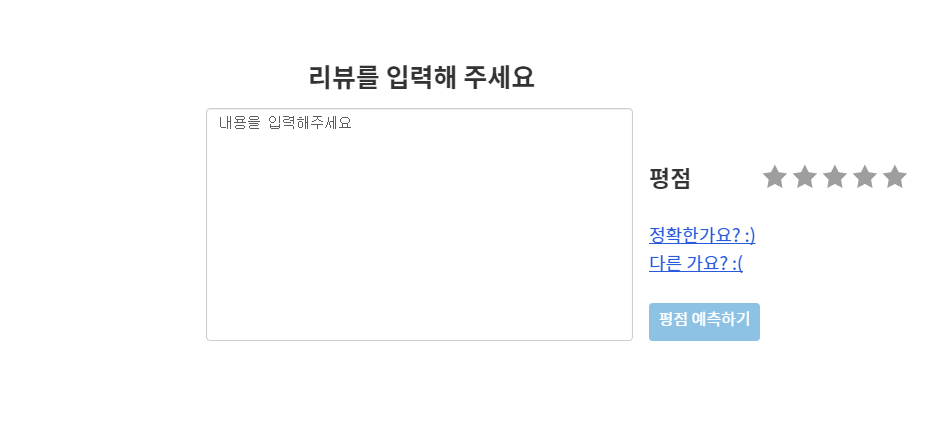 리뷰를 입력해 주세요
내용을 입력해주세요
평점
정확한가요? :)
다른 가요? :(
평점 예측하기